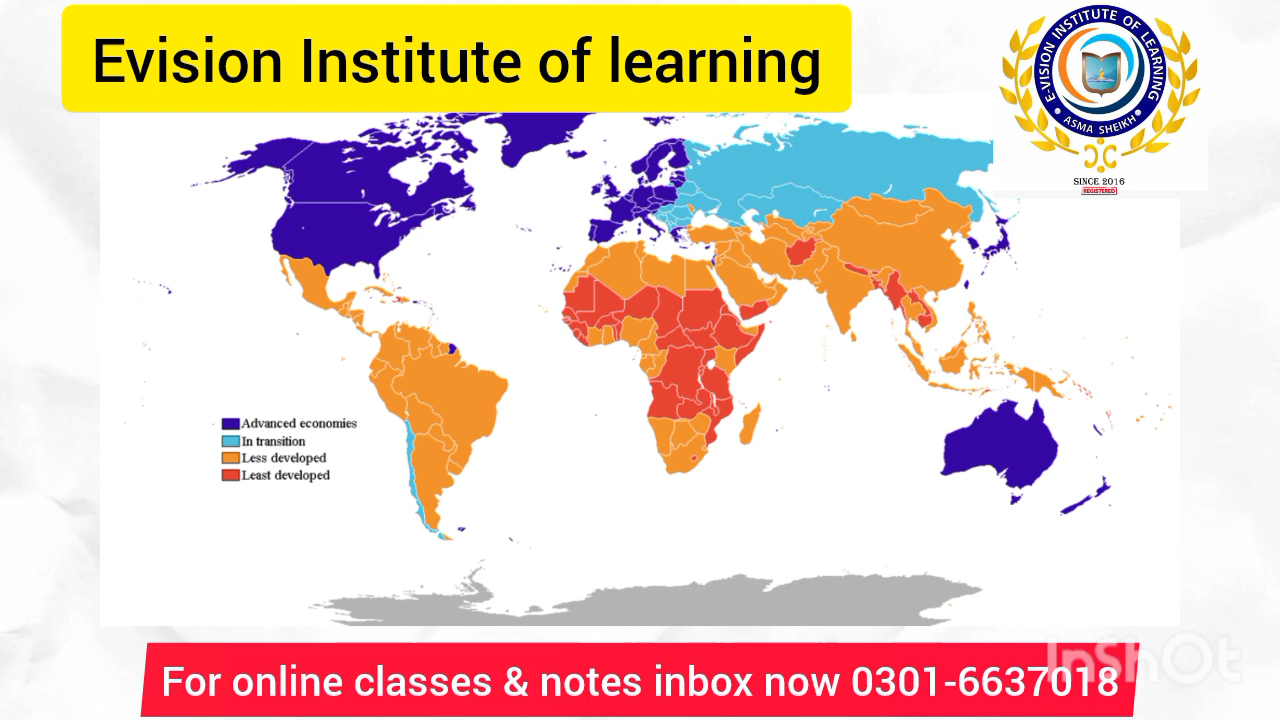 Evision Institute of learning
E-VISION INSTITUTE OF LEARNING
ASMA SHEIKH
SINCE 2016
REGISTERED
Advanced economies
In transition
Less developed
Least developed
For online classes & notes inbox now 0301-6637018
InShOt